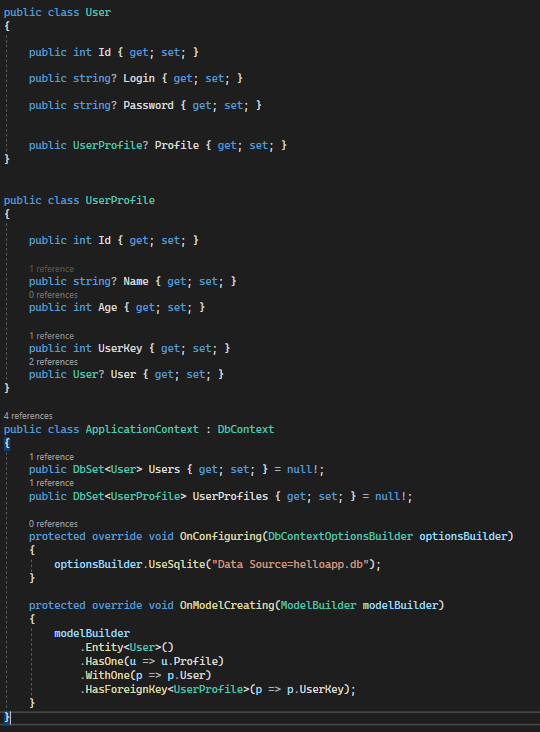 public class User
{
public int Id { get; set; }
public string? Login { get; set; }
public string? Password { get; set; }
public UserProfile? Profile { get; set; }
}
public class UserProfile
{
public int Id { get; set; }
1 reference
public string? Name { get; set; }
0 references
public int Age { get; set; }
1 reference
public int UserKey { get; set; }
2 references
public User? User { get; set; }
}
4 references
public class ApplicationContext : DbContext
{
1 reference
public DbSet<User> Users { get; set; } = null!;
1 reference
public DbSet<UserProfile> UserProfiles { get; set; } = null!;
0 references
protected override void OnConfiguring(DbContextOptionsBuilder optionsBuilder)
{
optionsBuilder.UseSqlite("Data Source=helloapp.db");
}
protected override void OnModelCreating(ModelBuilder modelBuilder)
{
modelBuilder
.Entity<User>()
.HasOne(u => u.Profile)
.WithOne(p => p.User)
.HasForeignKey<UserProfile>(p => p.UserKey);
}
}